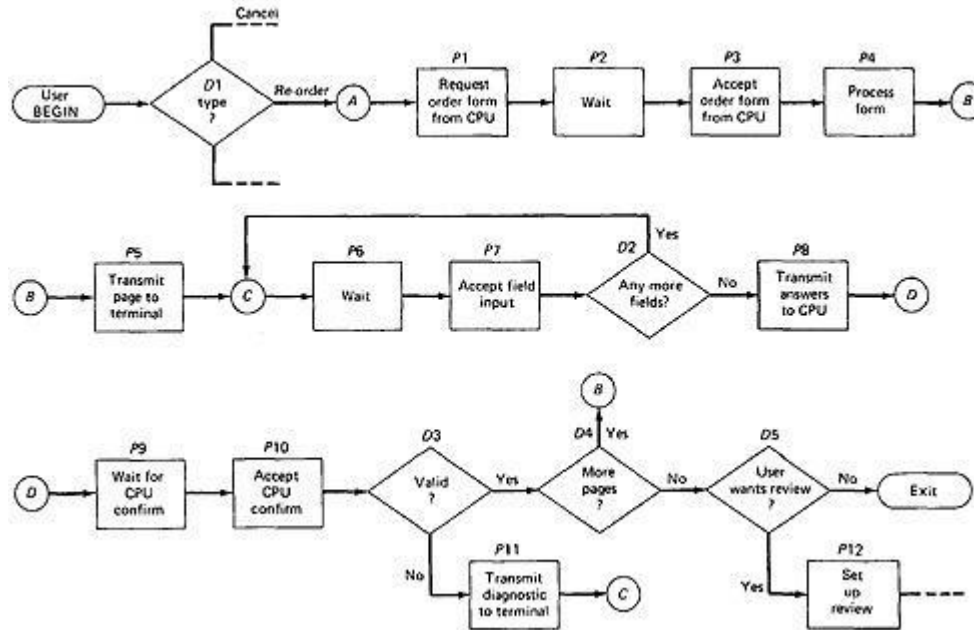 Cancel
User
BEGIN
D1
type
?
Re-order
A
P1
Request
order form
from CPU
P2
Wait
P3
Accept
order form
from CPU
P4
Process
form
B
B
P5
Transmit
page to
terminal
C
P6
Wait
P7
Accept field
input
D2
Any more
fields?
Yes
No
P8
Transmit
answers
to CPU
D
D
P9
Wait for
CPU
confirm
P10
Accept
CPU
confirm
D3
Valid
?
Yes
No
P11
Transmit
diagnostic
to terminal
C
B
D4
Yes
More
pages
?
No
D5
User
wants review
?
No
Exit
Yes
P12
Set
up
review